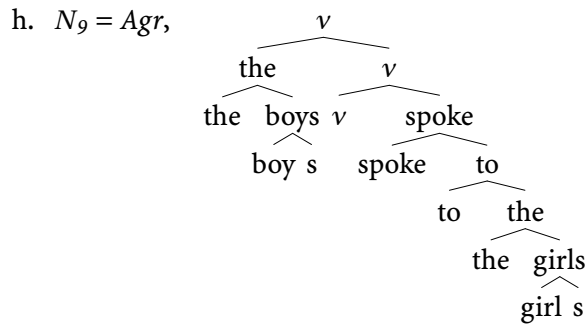 h. N₉ = Agr, v
the v
the boys v spoke
boy s spoke to
to the
the girls
girl s